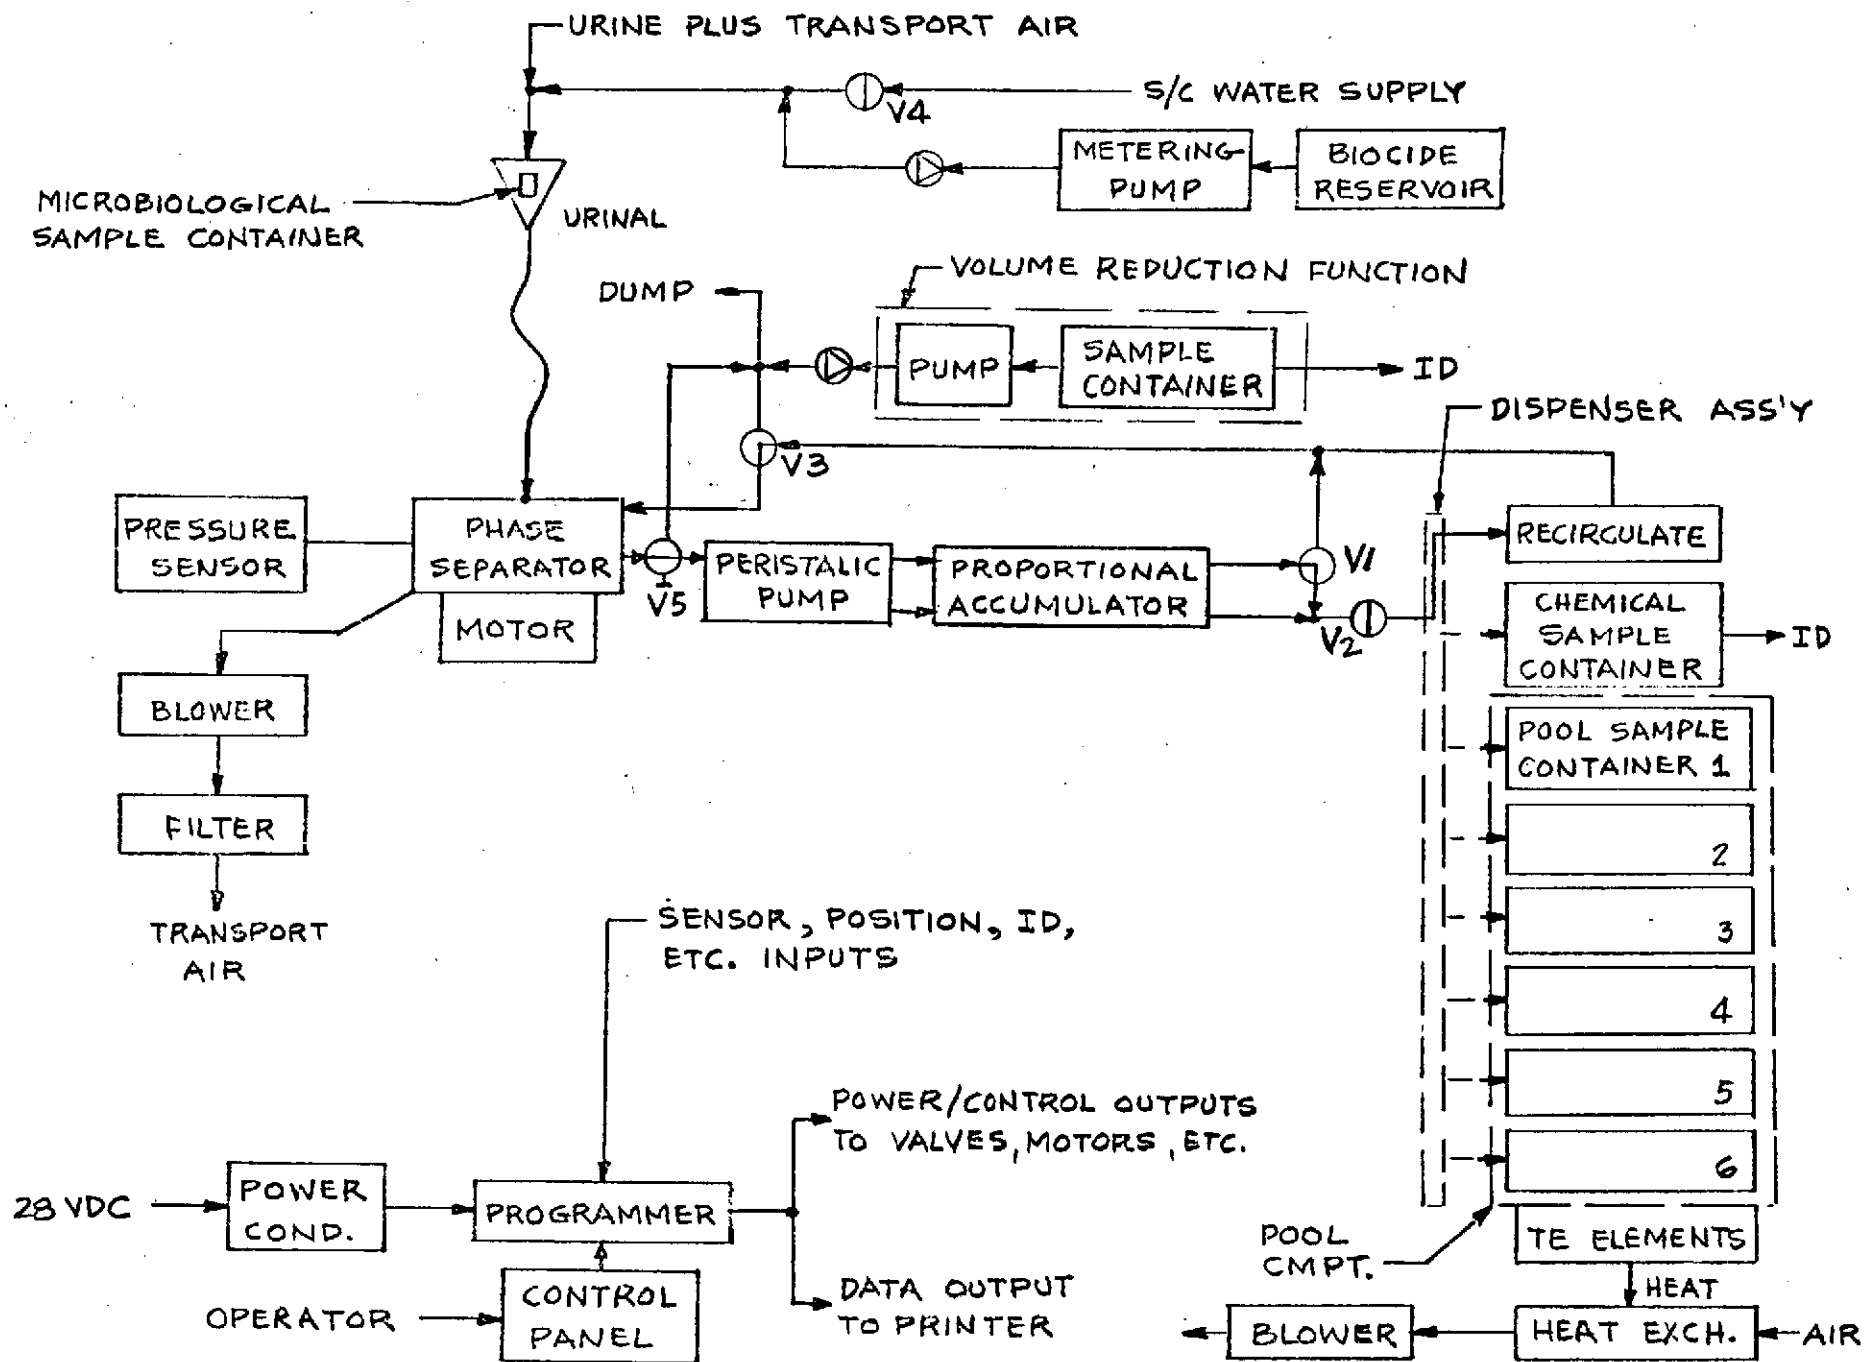 URINE PLUS TRANSPORT AIR
S/C WATER SUPPLY
V4
METERING
PUMP
BIOCIDE
RESERVOIR
MICROBIOLOGICAL
SAMPLE CONTAINER
URINAL
VOLUME REDUCTION FUNCTION
DUMP
PUMP
SAMPLE
CONTAINER
ID
DISPENSER ASS'Y
V3
PRESSURE
SENSOR
PHASE
SEPARATOR
MOTOR
V5
PERISTALIC
PUMP
PROPORTIONAL
ACCUMULATOR
V1
V2
RECIRCULATE
CHEMICAL
SAMPLE
CONTAINER
ID
BLOWER
FILTER
TRANSPORT
AIR
POOL SAMPLE
CONTAINER 1
2
3
4
5
6
SENSOR, POSITION, ID,
ETC. INPUTS
POWER/CONTROL OUTPUTS
TO VALVES, MOTORS, ETC.
28 VDC
POWER
COND.
PROGRAMMER
OPERATOR
CONTROL
PANEL
DATA OUTPUT
TO PRINTER
POOL
CMPT.
TE ELEMENTS
HEAT
BLOWER
HEAT EXCH.
AIR